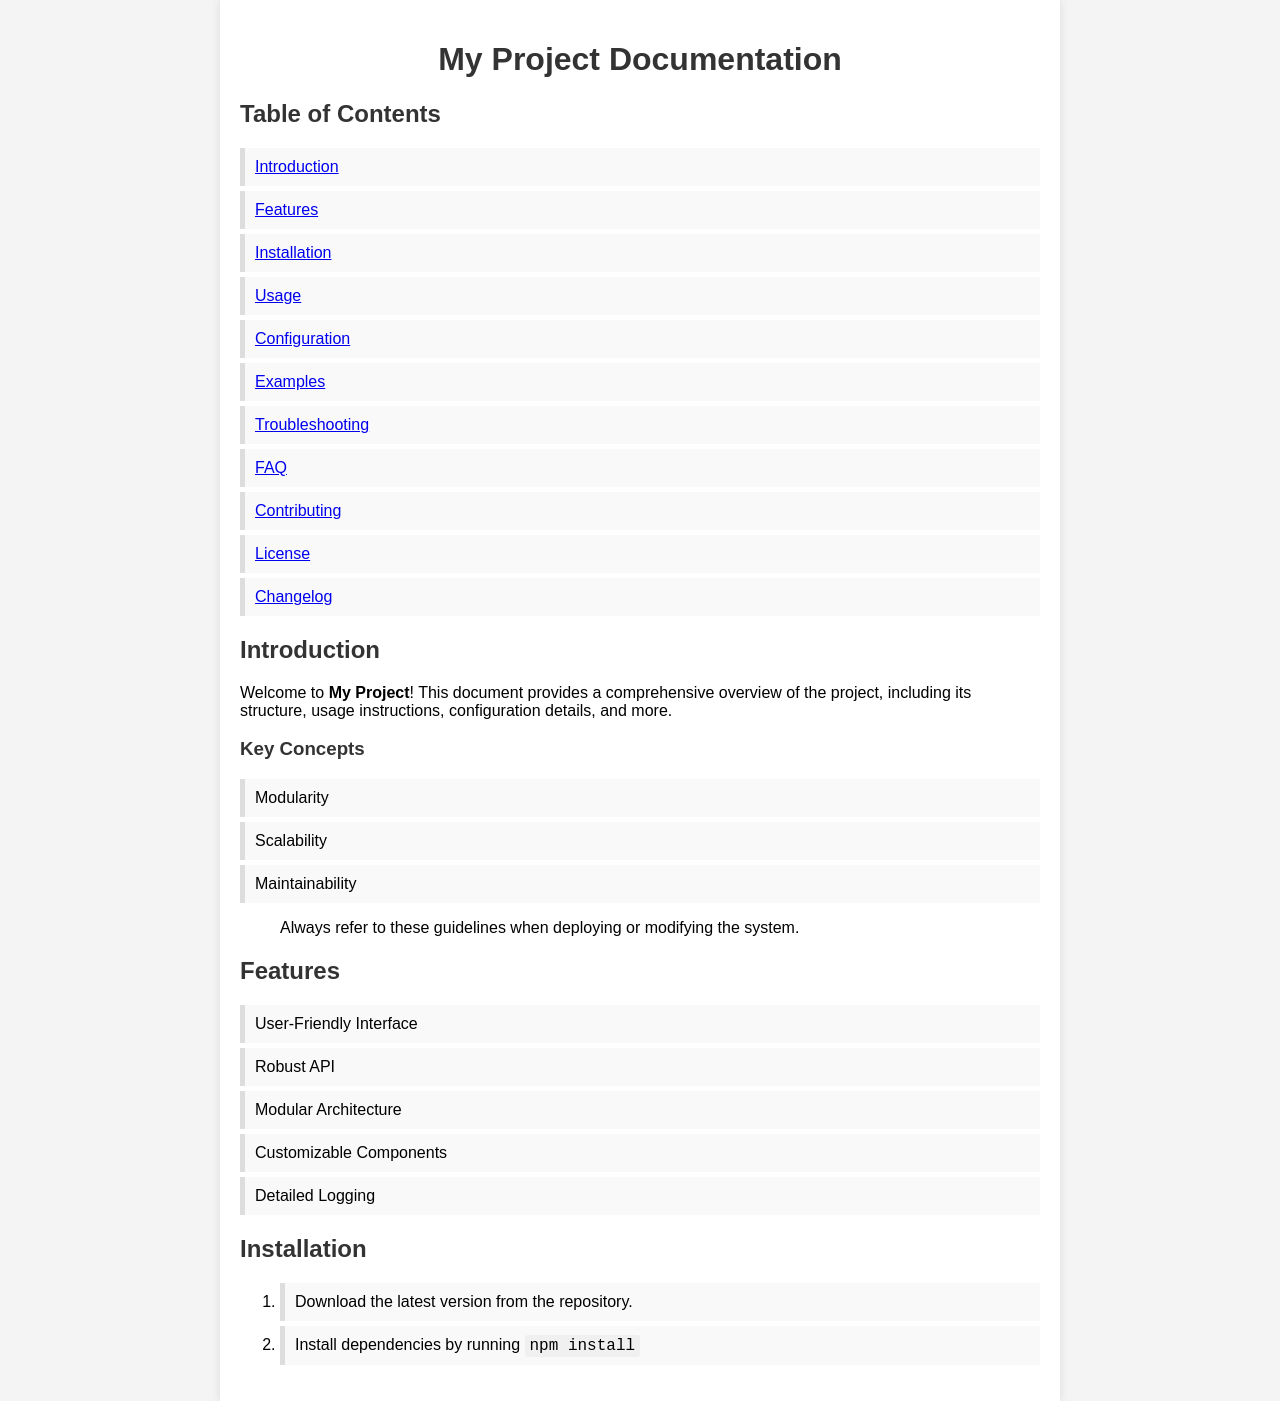 My Project Documentation
Table of Contents
Introduction
Features
Installation
Usage
Configuration
Examples
Troubleshooting
FAQ
Contributing
License
Changelog
Introduction
Welcome to My Project! This document provides a comprehensive overview of the project, including its
structure, usage instructions, configuration details, and more.
Key Concepts
Modularity
Scalability
Maintainability
Always refer to these guidelines when deploying or modifying the system.
Features
User-Friendly Interface
Robust API
Modular Architecture
Customizable Components
Detailed Logging
Installation
1. Download the latest version from the repository.
2. Install dependencies by running npm install